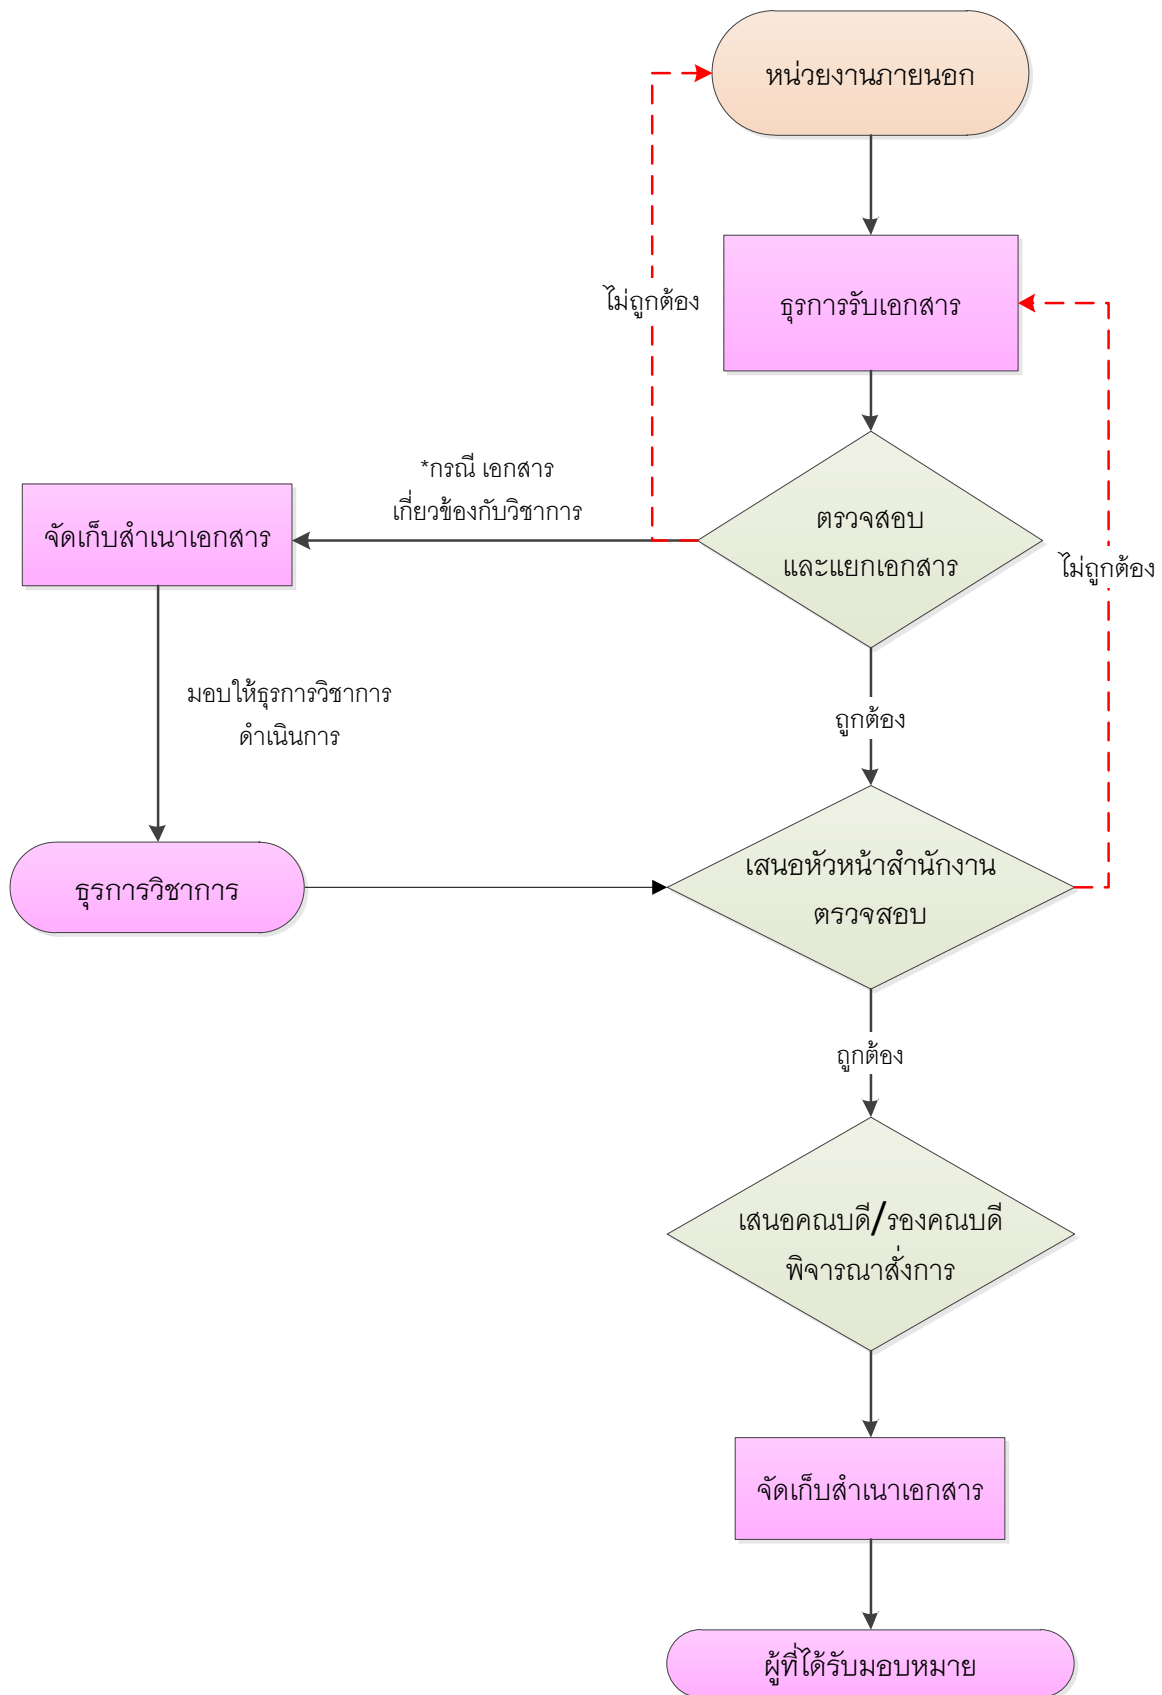 หน่วยงานภายนอก
ไม่ถูกต้อง
ธุรการรับเอกสาร
*กรณี เอกสาร
เกี่ยวข้องกับวิชาการ
จัดเก็บสำเนาเอกสาร
ตรวจสอบ
และแยกเอกสาร
ไม่ถูกต้อง
มอบให้ธุรการวิชาการ
ดำเนินการ
ถูกต้อง
ธุรการวิชาการ
เสนอหัวหน้าสำนักงาน
ตรวจสอบ
ถูกต้อง
เสนอคณบดี/รองคณบดี
พิจารณาสั่งการ
จัดเก็บสำเนาเอกสาร
ผู้ที่ได้รับมอบหมาย